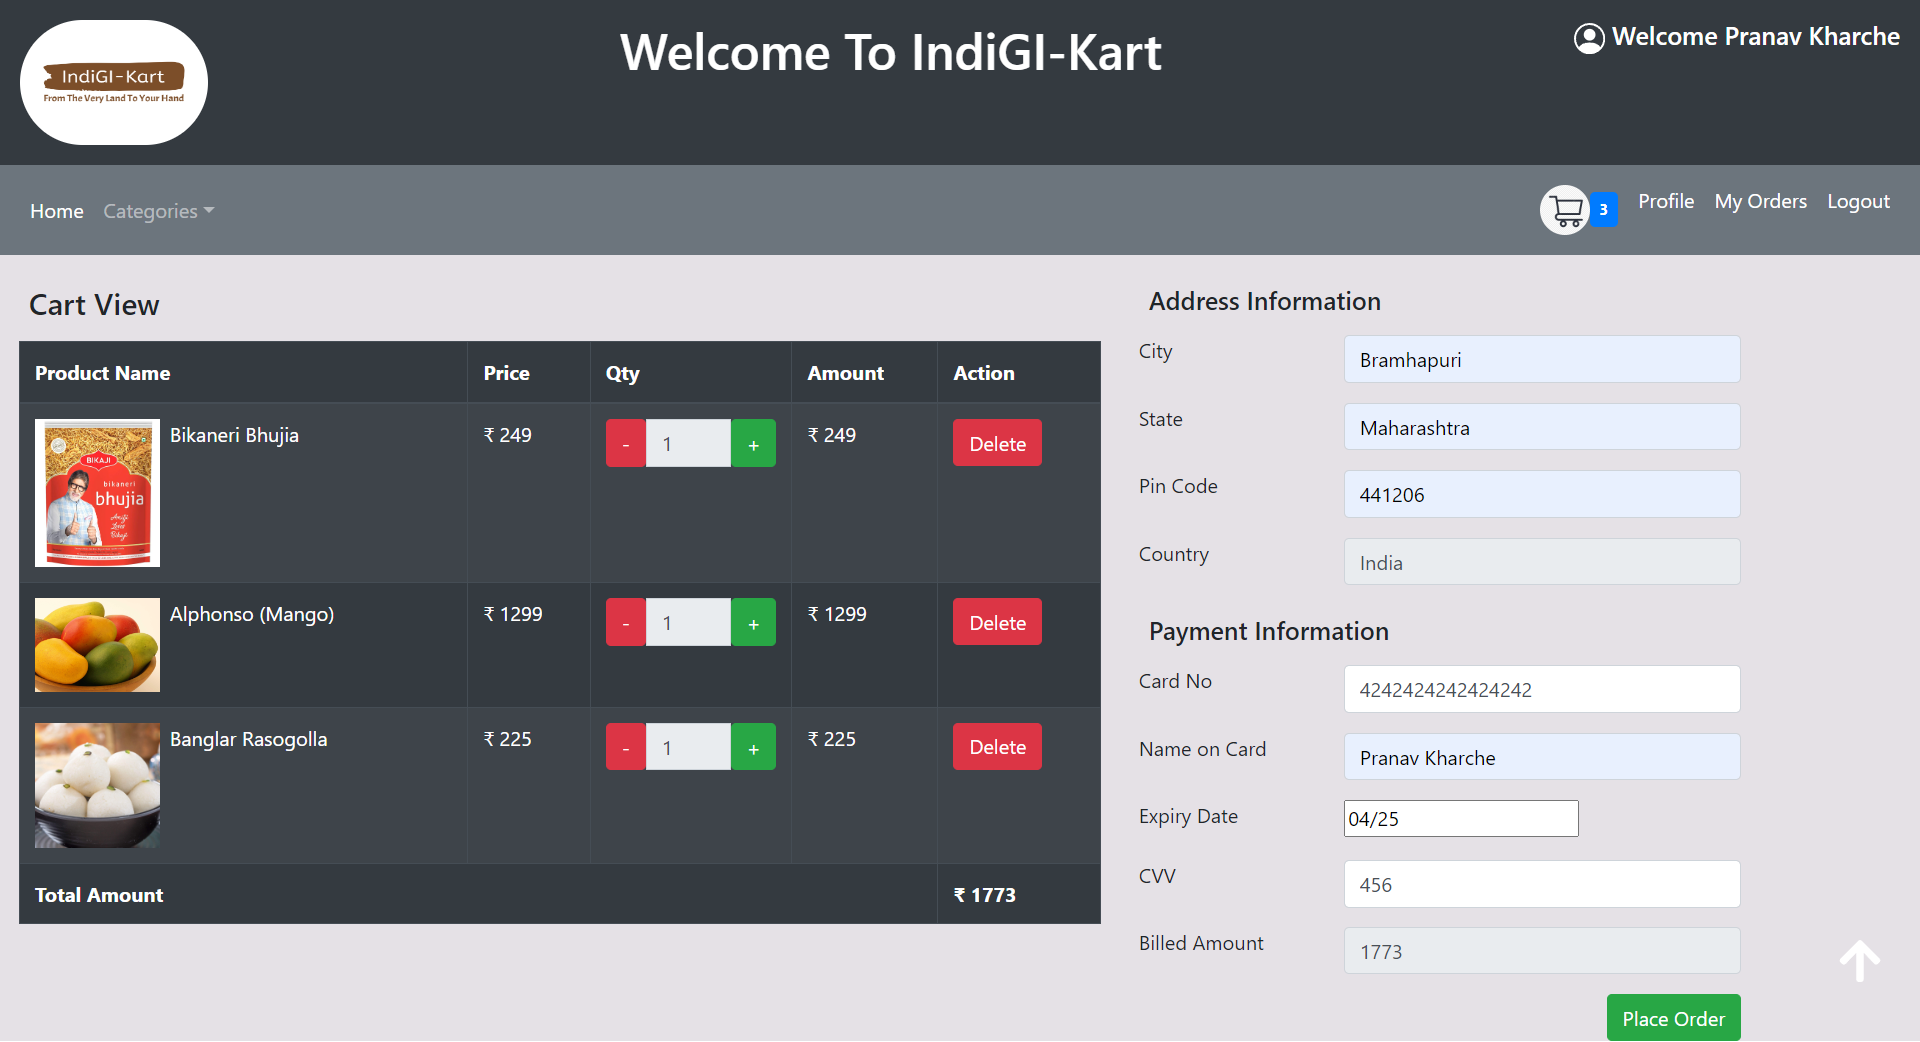 IndiGI-Kart
From The Very Land To Your Hand
Welcome To IndiGI-Kart
Welcome Pranav Kharche
Home Categories
3 Profile My Orders Logout
Cart View
Product Name Price Qty Amount Action
BIKAJI
bikaneri
bhujia
Bikaneri Bhujia ₹ 249 - 1 + ₹ 249 Delete
Alphonso (Mango) ₹ 1299 - 1 + ₹ 1299 Delete
Banglar Rasogolla ₹ 225 - 1 + ₹ 225 Delete
Total Amount ₹ 1773
Address Information
City Bramhapuri
State Maharashtra
Pin Code 441206
Country India
Payment Information
Card No 4242424242424242
Name on Card Pranav Kharche
Expiry Date 04/25
CVV 456
Billed Amount 1773
Place Order